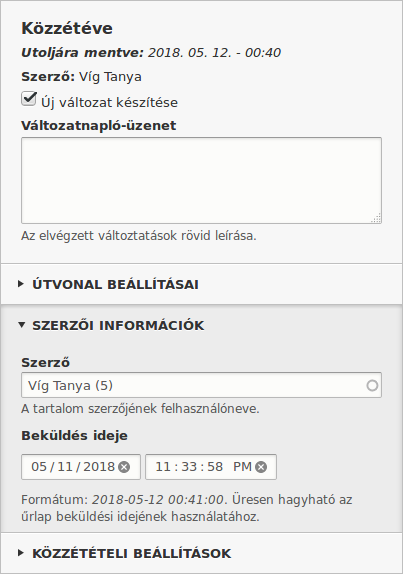 Közzétéve
Utoljára mentve: 2018. 05. 12. - 00:40
Szerző: Víg Tanya
Új változat készítése
Változatnapló-üzenet
Az elvégzett változtatások rövid leírása.
ÚTVONAL BEÁLLÍTÁSAI
SZERZŐI INFORMÁCIÓK
Szerző
Víg Tanya (5)
A tartalom szerzőjének felhasználóneve.
Beküldés ideje
05/11/2018 11:33:58 PM
Formátum: 2018-05-12 00:41:00. Üresen hagyható az
űrlap beküldési idejének használatához.
KÖZZÉTÉTELI BEÁLLÍTÁSOK